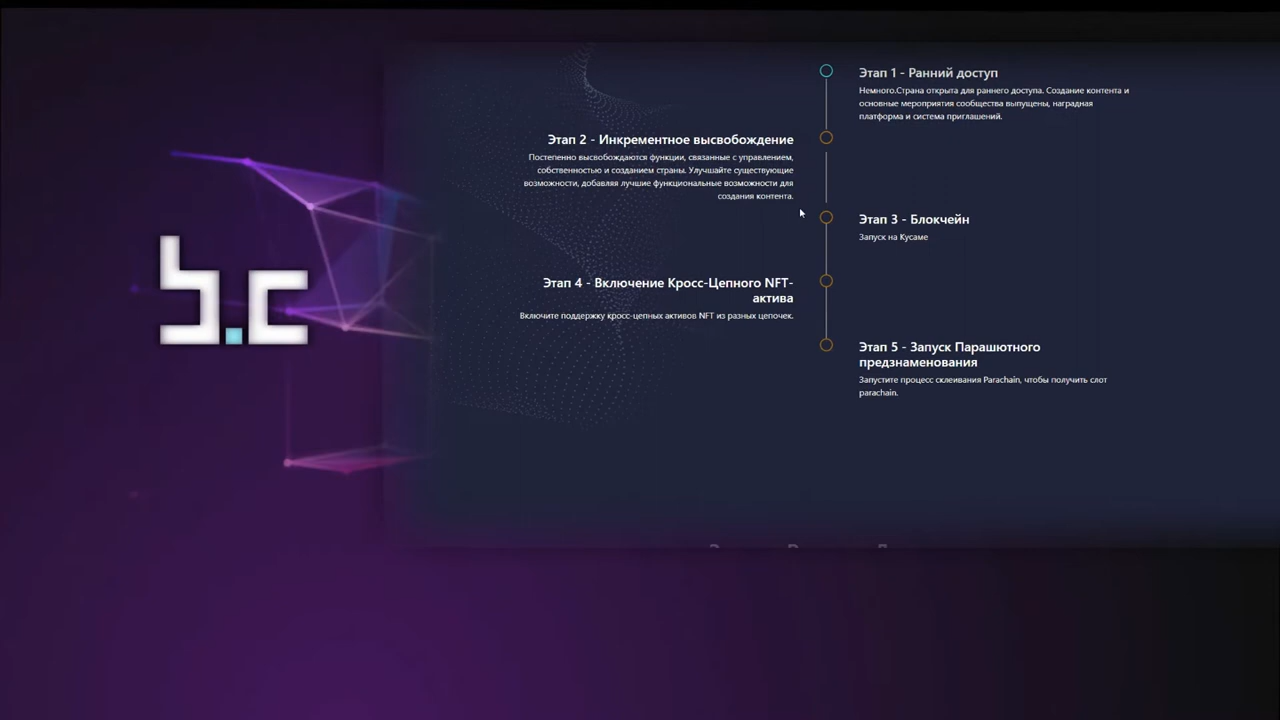 b.c
Этап 1 - Ранний доступ
Немного.Страна открыта для раннего доступа. Создание контента и
основные мероприятия сообщества выпущены, наградная
платформа и система приглашений.
Этап 2 - Инкрементное высвобождение
Постепенно высвобождаются функции, связанные с управлением,
собственностью и созданием страны. Улучшайте существующие
возможности, добавляя лучшие функциональные возможности для
создания контента.
Этап 3 - Блокчейн
Запуск на Кусаме
Этап 4 - Включение Кросс-Цепного NFT-
актива
Включите поддержку кросс-цепных активов NFT из разных цепочек.
Этап 5 - Запуск Парашютного
предзнаменования
Запустите процесс склеивания Parachain, чтобы получить слот
parachain.